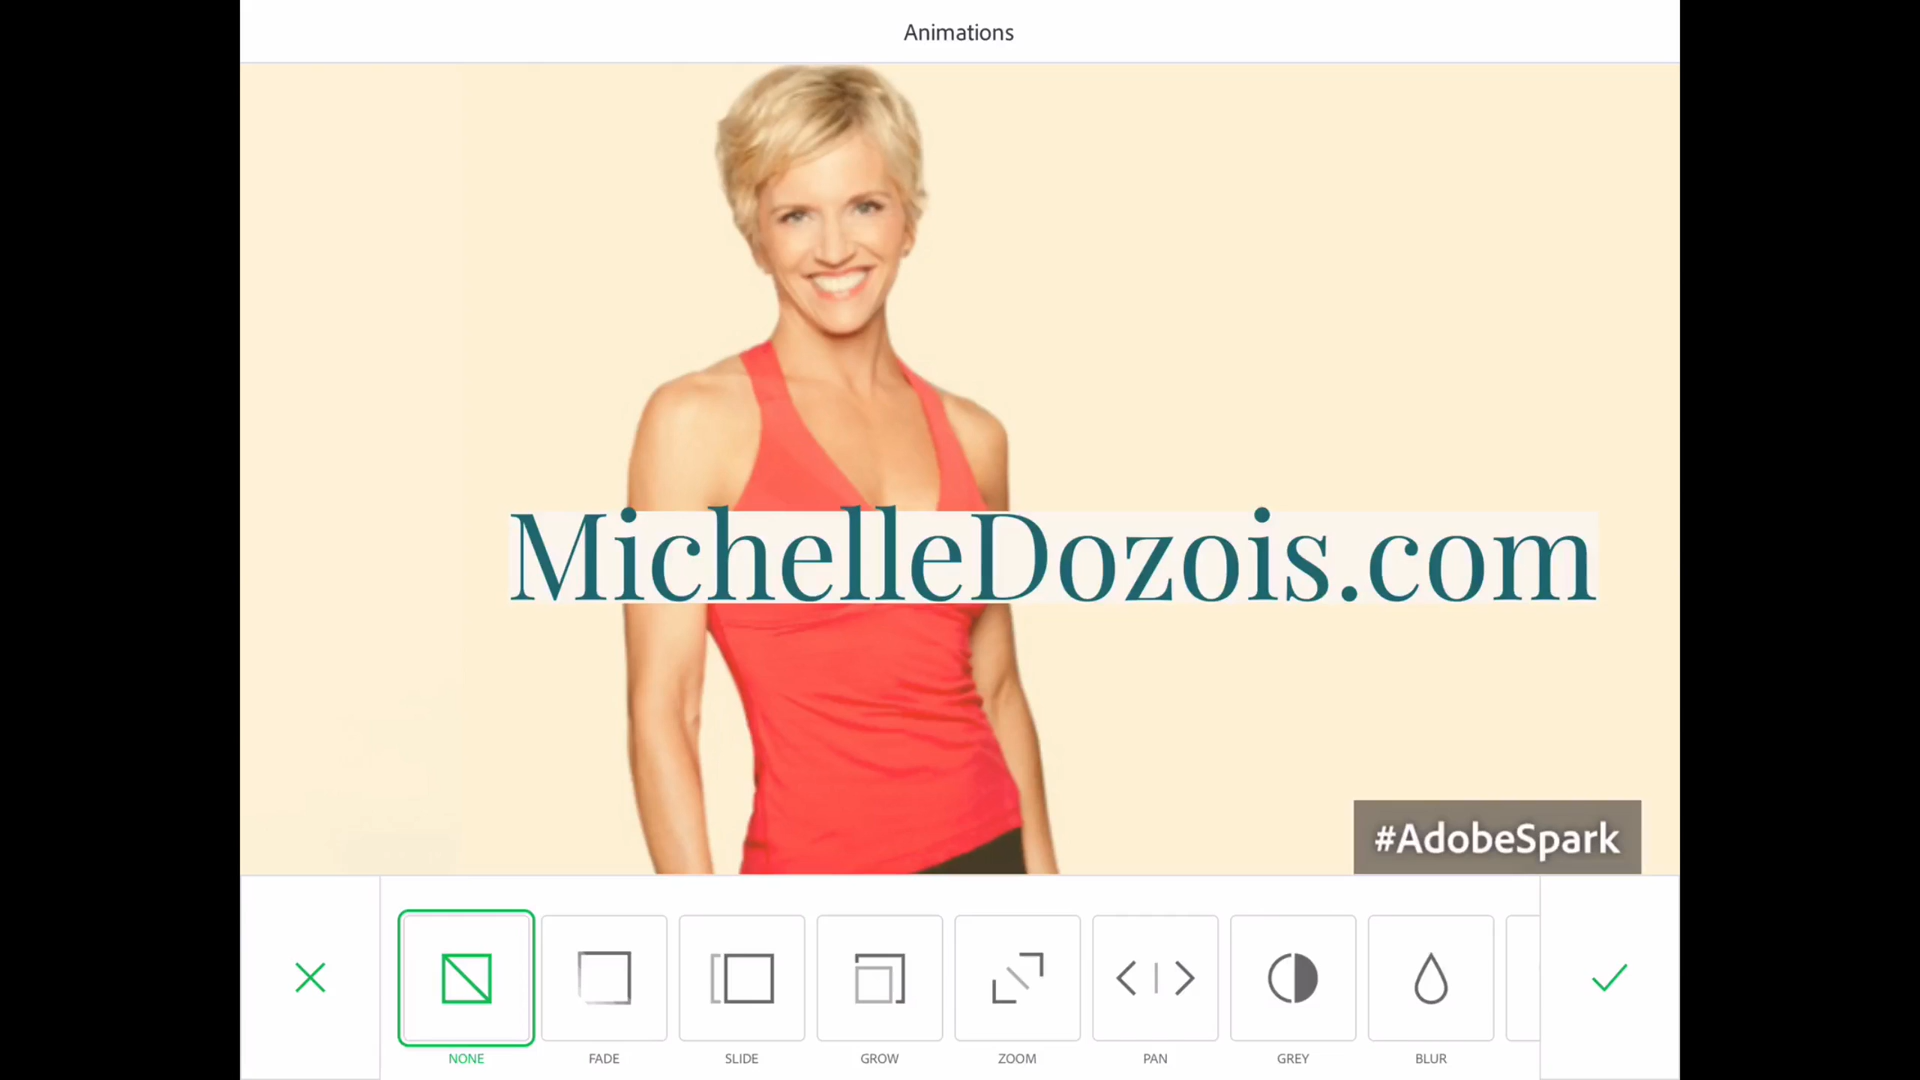 Animations
MichelleDozois.com
#AdobeSpark
NONE
FADE
SLIDE
GROW
ZOOM
PAN
GREY
BLUR